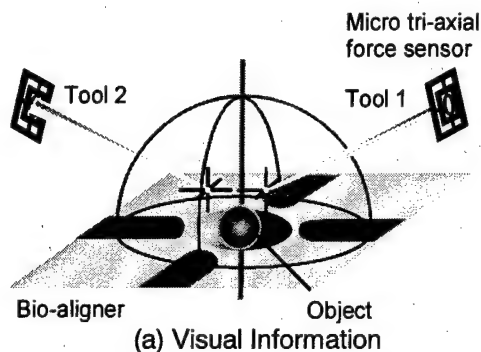 Micro tri-axial
force sensor
Tool 2
Tool 1
Bio-aligner
Object
(a) Visual Information